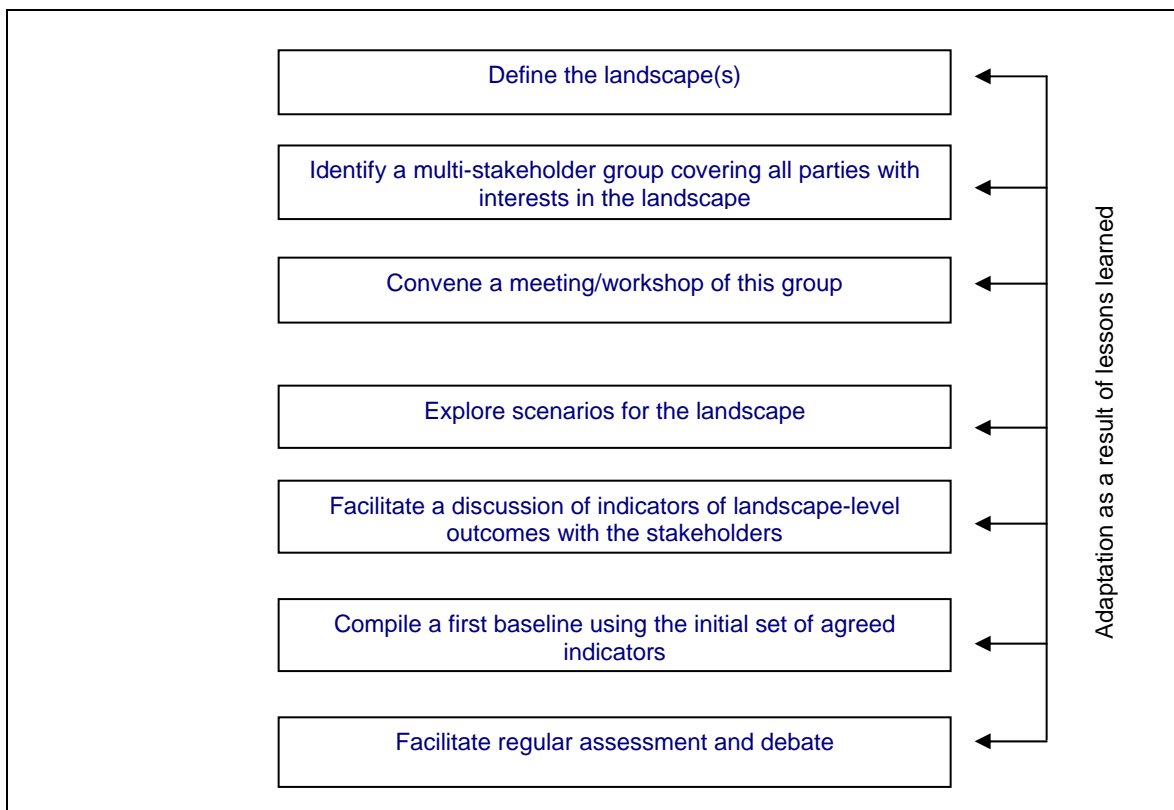 Define the landscape(s)
Identify a multi-stakeholder group covering all parties with
interests in the landscape
Convene a meeting/workshop of this group
Explore scenarios for the landscape
Facilitate a discussion of indicators of landscape-level
outcomes with the stakeholders
Compile a first baseline using the initial set of agreed
indicators
Facilitate regular assessment and debate
Adaptation as a result of lessons learned